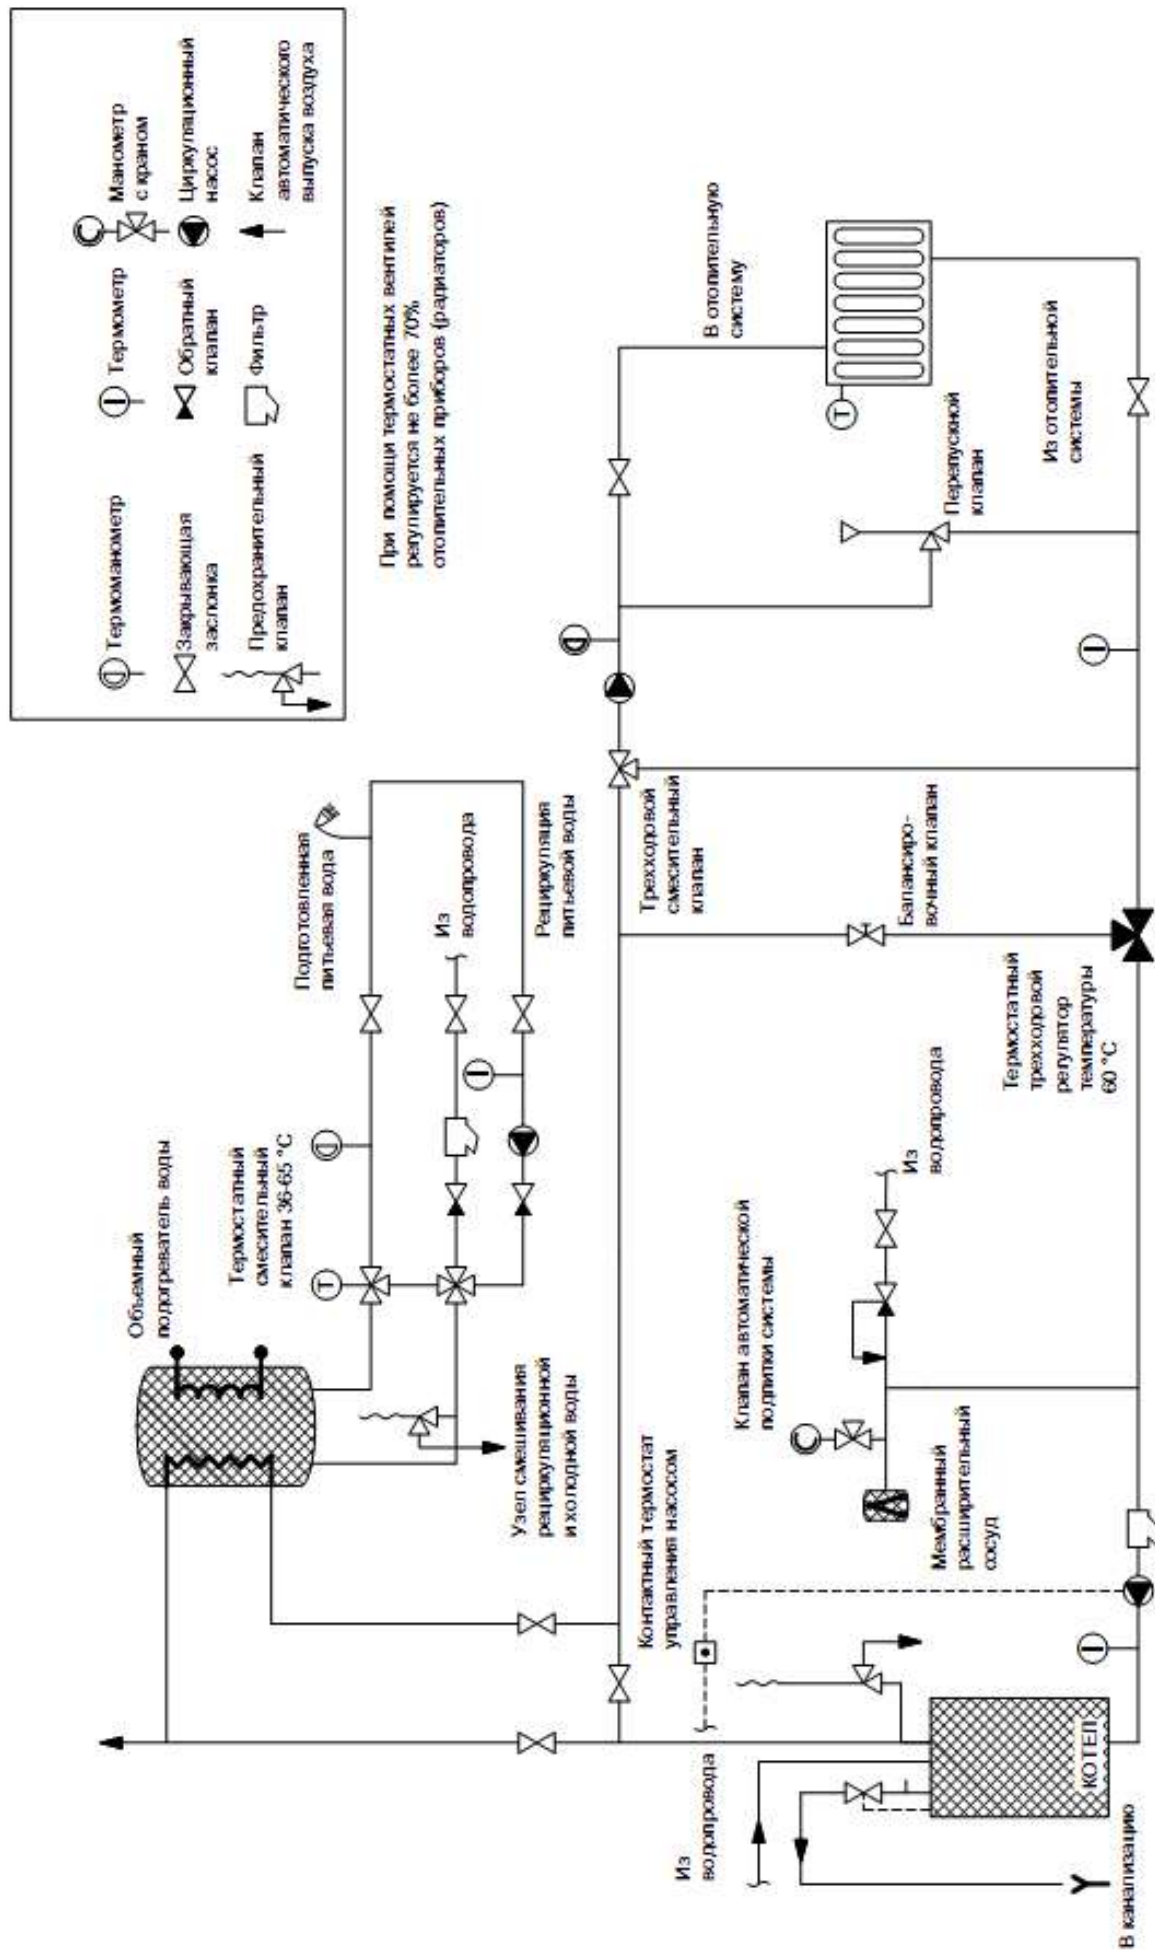 Термоманометр
Закрывающая
заслонка
Предохранительный
клапан
Термометр
Обратный
клапан
Фильтр
Манометр
с краном
Циркуляционный
насос
Клапан
автоматического
выпуска воздуха
При помощи термостатных вентилей
регулируется не более 70%
отопительных приборов (радиаторов)
Объемный
подогреватель воды
Термостатный
смесительный
клапан 36-65 °C
Подготовленная
питьевая вода
Из
водопровода
Рециркуляция
питьевой воды
T
Узел смешивания
рециркуляционной
и холодной воды
Контактный термостат
управления насосом
Трехходовой
смесительный
клапан
В отопительную
систему
T
Перепускной
клапан
Из отопительной
системы
Балансиро-
вочный клапан
Термостатный
трехходовой
регулятор
температуры
60 °C
Клапан автоматической
подпитки системы
Из
водопровода
Мембранный
расширительный
сосуд
Из
водопровода
КОТЕЛ
В канализацию